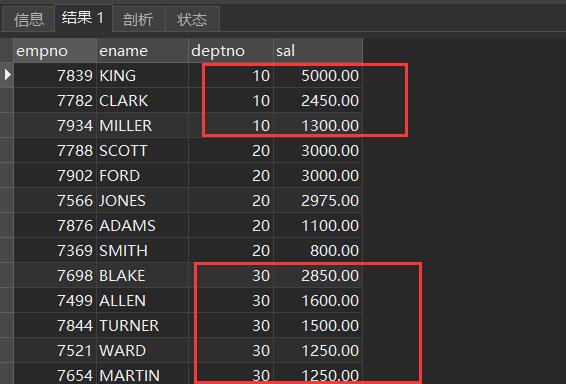 信息 结果 1 剖析 状态
empno ename deptno sal
7839 KING 10 5000.00
7782 CLARK 10 2450.00
7934 MILLER 10 1300.00
7788 SCOTT 20 3000.00
7902 FORD 20 3000.00
7566 JONES 20 2975.00
7876 ADAMS 20 1100.00
7369 SMITH 20 800.00
7698 BLAKE 30 2850.00
7499 ALLEN 30 1600.00
7844 TURNER 30 1500.00
7521 WARD 30 1250.00
7654 MARTIN 30 1250.00